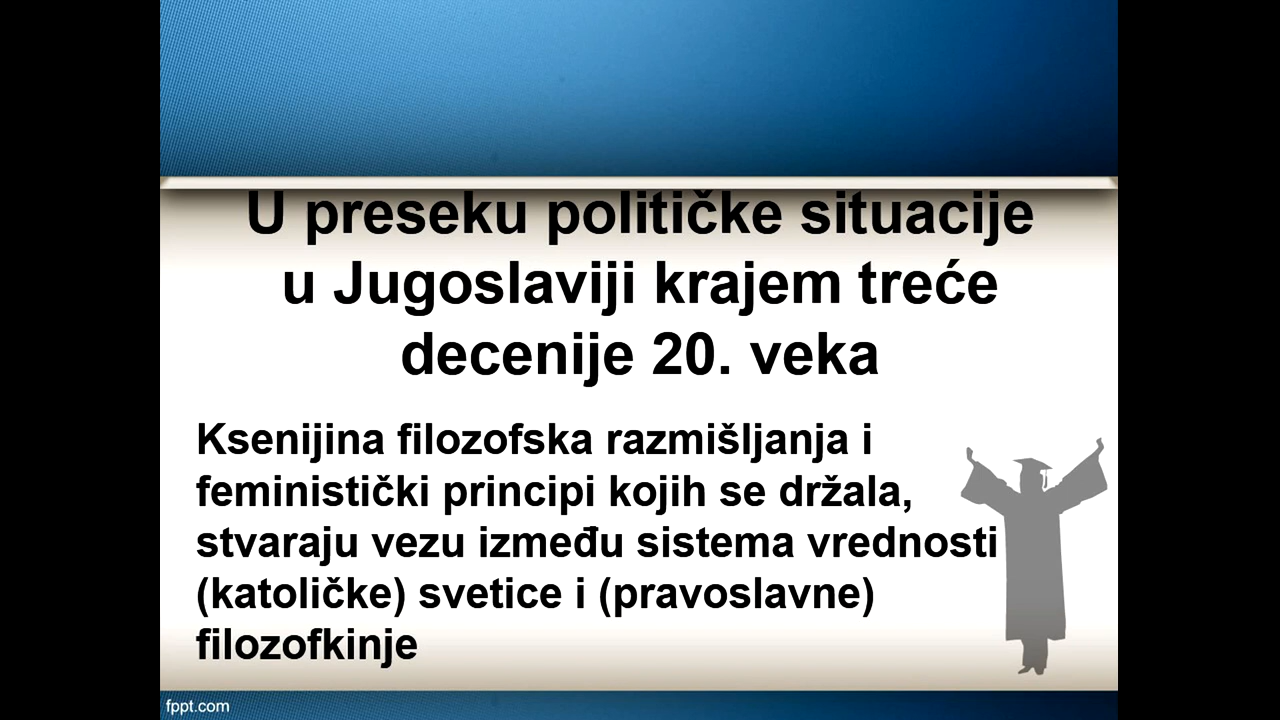 U preseku političke situacije
u Jugoslaviji krajem treće
decenije 20. veka
Ksenijina filozofska razmišljanja i
feministički principi kojih se držala,
stvaraju vezu između sistema vrednosti
(katoličke) svetice i (pravoslavne)
filozofkinje
fppt.com